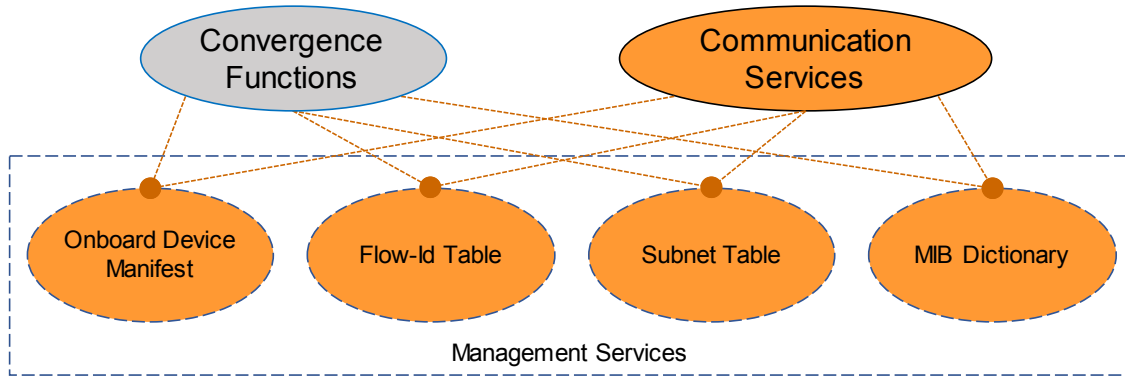 Convergence
Functions
Communication
Services
Onboard Device
Manifest
Flow-Id Table
Subnet Table
MIB Dictionary
Management Services